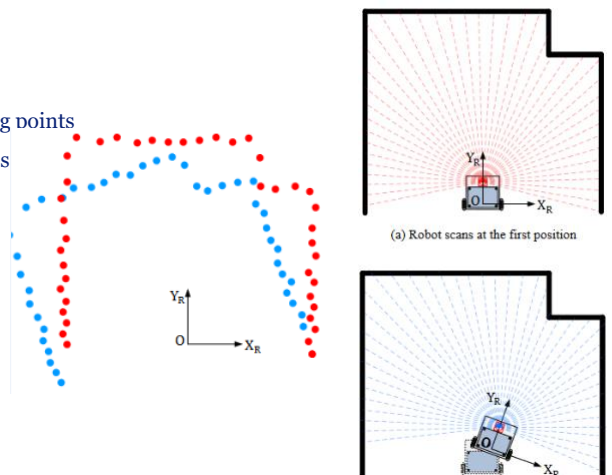 g points
s
Y_R
O
X_R
Y_R
O
X_R
(a) Robot scans at the first position
Y_R
O
X_R